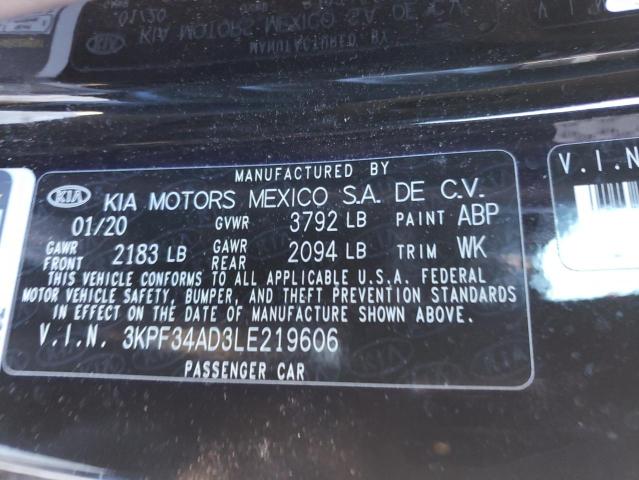 MANUFACTURED BY
KIA KIA MOTORS MEXICO S.A. DE C.V.
01/20 GVWR 3792 LB PAINT ABP
GAWR FRONT 2183 LB GAWR REAR 2094 LB TRIM WK
THIS VEHICLE CONFORMS TO ALL APPLICABLE U.S.A. FEDERAL
MOTOR VEHICLE SAFETY, BUMPER, AND THEFT PREVENTION STANDARDS
IN EFFECT ON THE DATE OF MANUFACTURE SHOWN ABOVE.
V.I.N. 3KPF34AD3LE219606
PASSENGER CAR
V.I.N